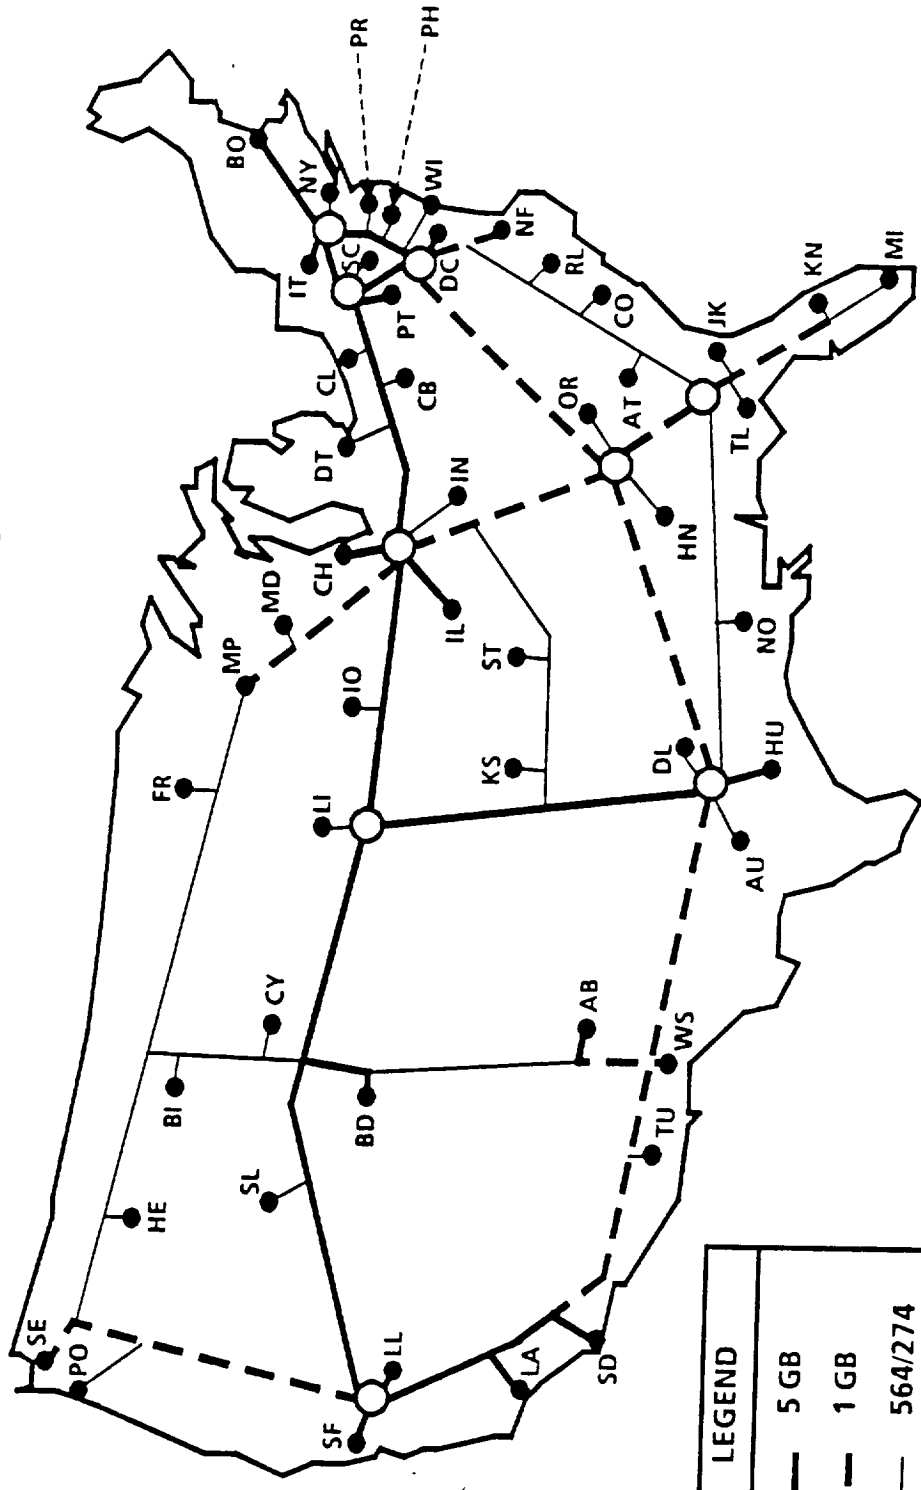 SE
PO
HE
BI
CY
FR
MP
MD
SL
BD
LI
IO
CH
IN
IL
DT
CL
CB
PT
SC
IT
NY
BO
PR
PH
WI
DC
NF
RL
CO
AT
OR
HN
JK
TL
KN
MI
ST
KS
DL
HU
AU
NO
AB
WS
TU
SF
LL
LA
SD
LEGEND
5 GB
1 GB
564/274